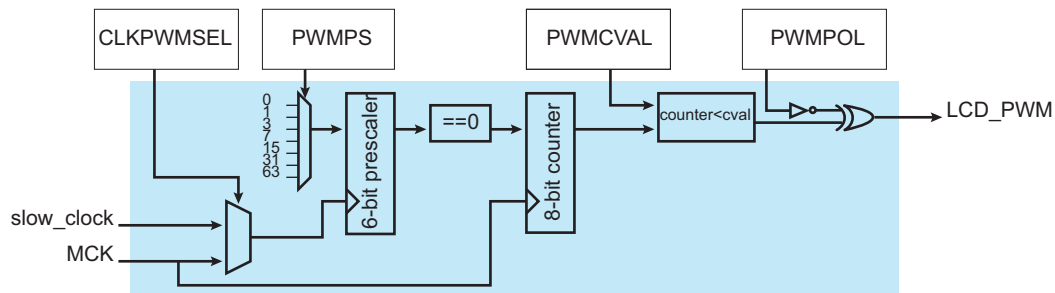 CLKPWMSEL
PWMPS
PWMCVAL
PWMPOL
0
1
3
7
15
31
63
6-bit prescaler
==0
8-bit counter
counter<cval
LCD_PWM
slow_clock
MCK